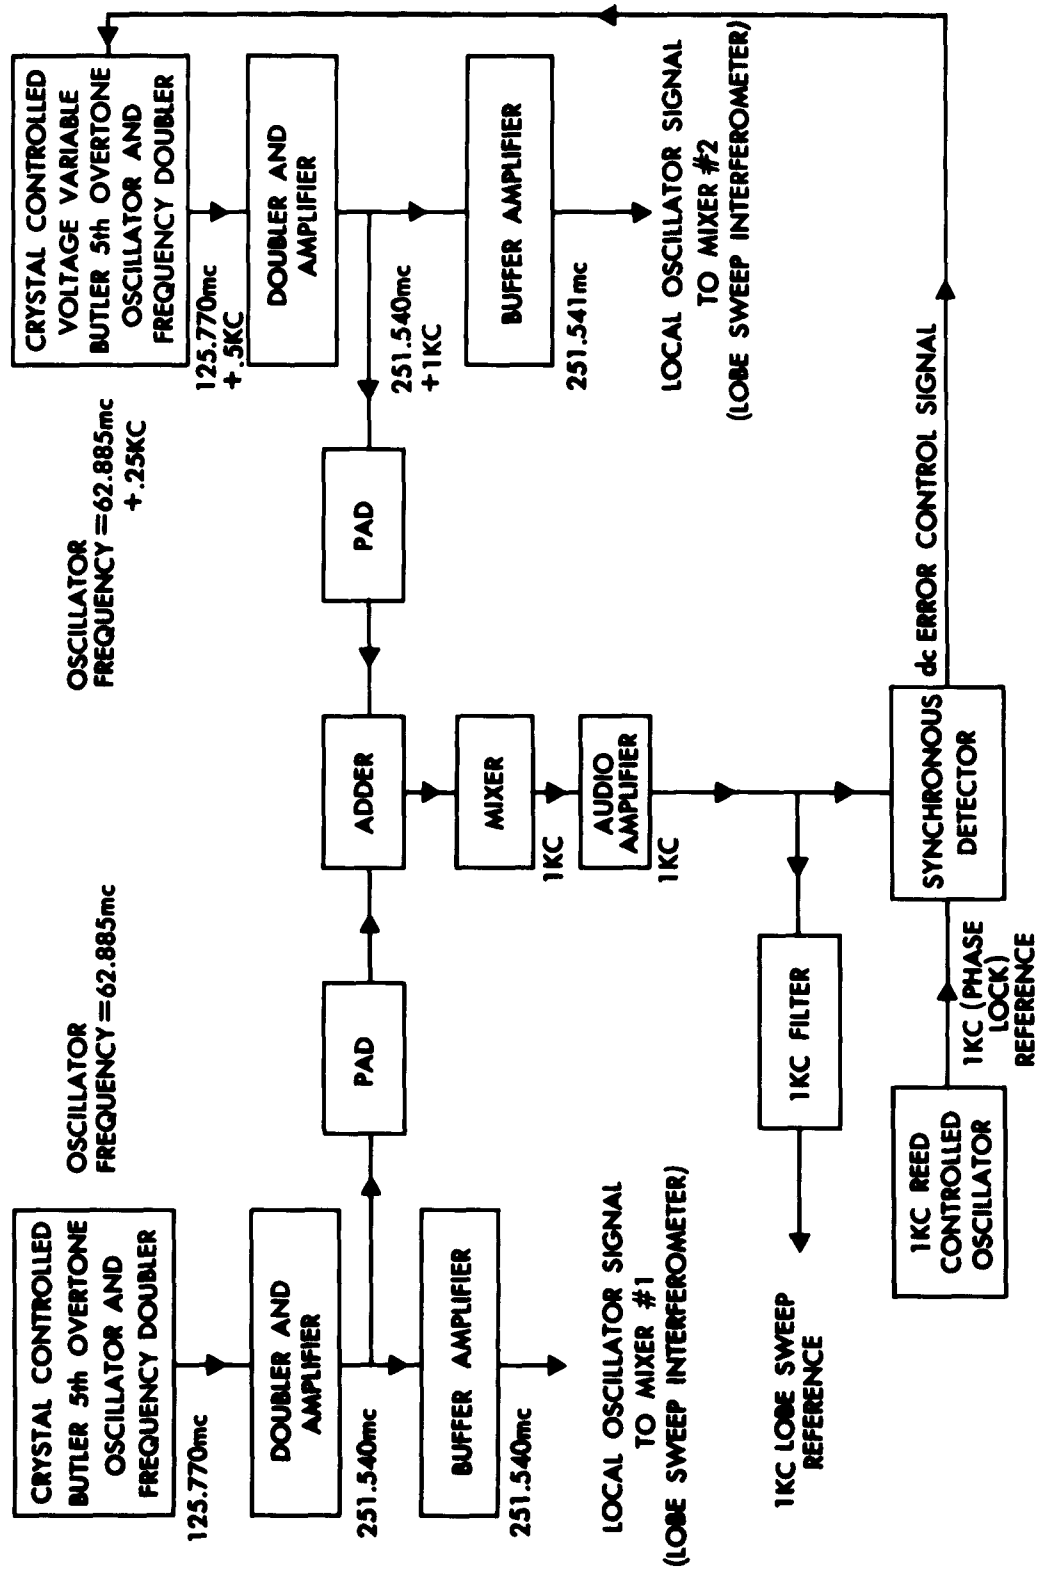 CRYSTAL CONTROLLED
BUTLER 5th OVERTONE
OSCILLATOR AND
FREQUENCY DOUBLER
OSCILLATOR
FREQUENCY=62.885mc
125.770mc
DOUBLER AND
AMPLIFIER
251.540mc
BUFFER AMPLIFIER
251.540mc
LOCAL OSCILLATOR SIGNAL
TO MIXER #1
(LOBE SWEEP INTERFEROMETER)
PAD
ADDER
PAD
MIXER
1KC
AUDIO
AMPLIFIER
1KC
OSCILLATOR
FREQUENCY=62.885mc
+.25KC
CRYSTAL CONTROLLED
VOLTAGE VARIABLE
BUTLER 5th OVERTONE
OSCILLATOR AND
FREQUENCY DOUBLER
125.770mc
+.5KC
DOUBLER AND
AMPLIFIER
251.540mc
+1KC
BUFFER AMPLIFIER
251.541mc
LOCAL OSCILLATOR SIGNAL
TO MIXER #2
(LOBE SWEEP INTERFEROMETER)
1KC FILTER
1KC LOBE SWEEP
REFERENCE
1KC REED
CONTROLLED
OSCILLATOR
1KC (PHASE
LOCK)
REFERENCE
SYNCHRONOUS
DETECTOR
dc ERROR CONTROL SIGNAL